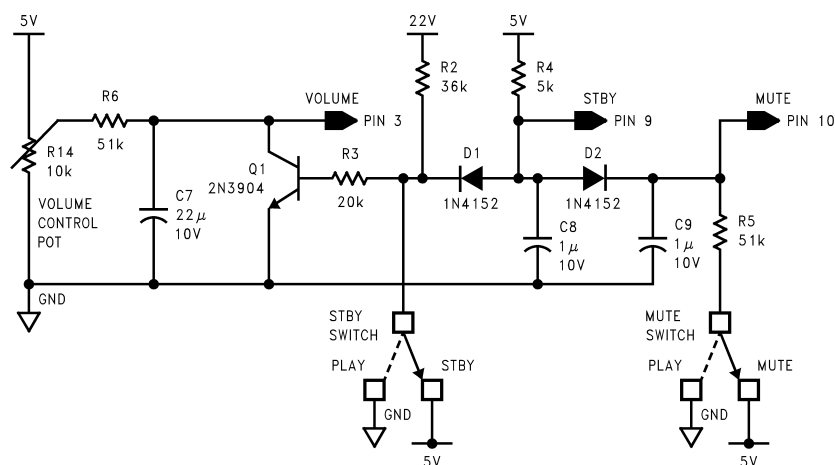 5V
22V
5V
R6
51k
VOLUME
PIN 3
R2
36k
R4
5k
STBY
PIN 9
MUTE
PIN 10
R14
10k
VOLUME
CONTROL
POT
C7
22μ
10V
Q1
2N3904
R3
20k
D1
1N4152
D2
1N4152
C8
1μ
10V
C9
1μ
10V
R5
51k
GND
STBY
SWITCH
PLAY
STBY
GND
5V
MUTE
SWITCH
PLAY
MUTE
GND
5V